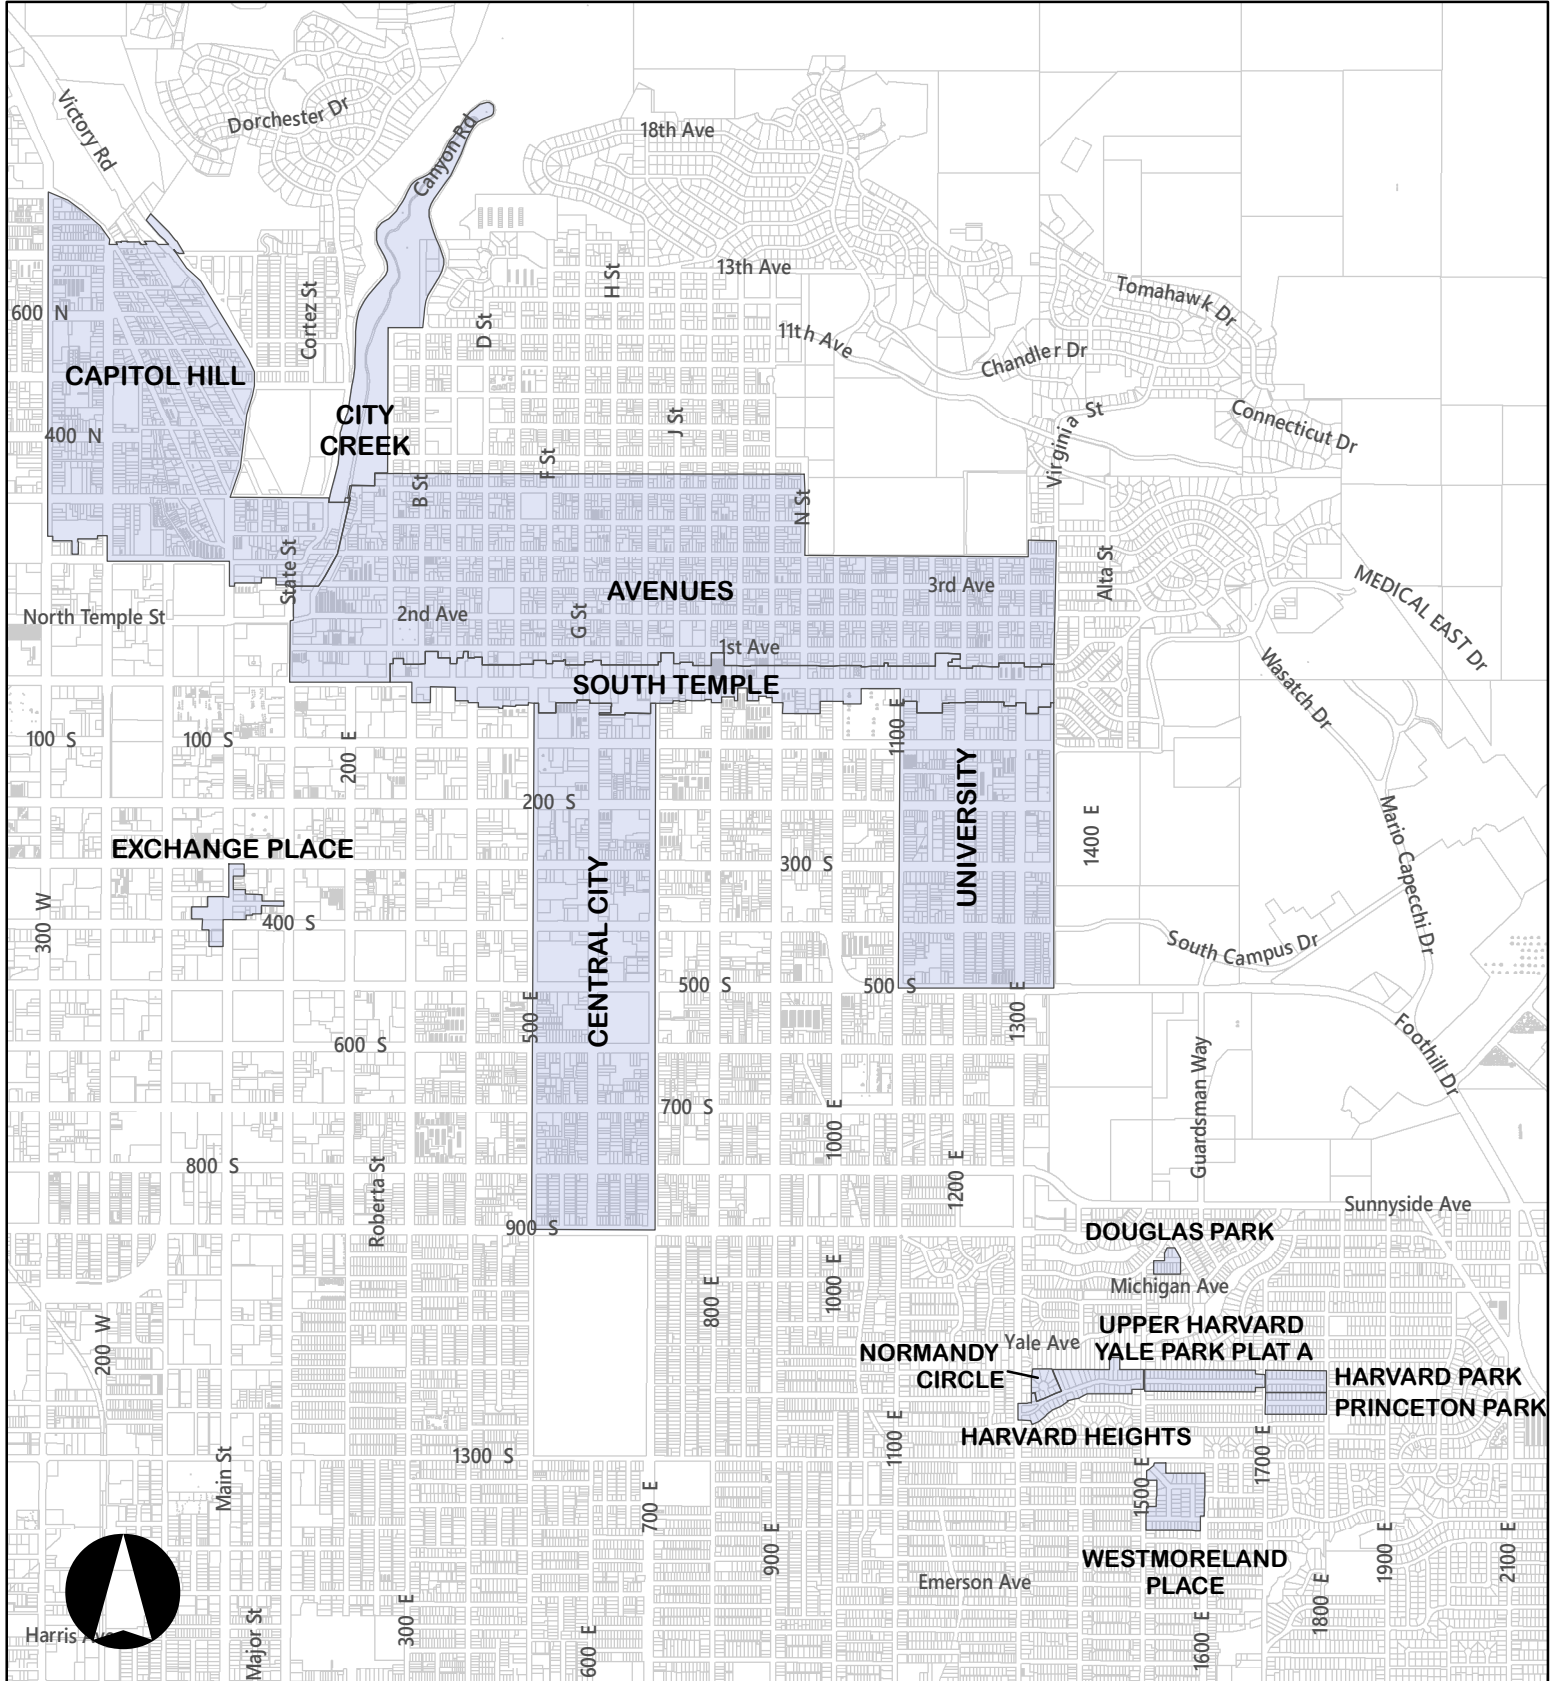 Victory Rd
Dorchester Dr
Canyon Rd
18th Ave
13th Ave
H St
D St
Cortez St
600 N
11th Ave
Tomahawk Dr
Chandler Dr
CAPITOL HILL
CITY
CREEK
400 N
J St
Virginia St
Connecticut Dr
F St
B St
N St
State St
Alta St
AVENUES
3rd Ave
MEDICAL EAST Dr
North Temple St
2nd Ave
G St
1st Ave
SOUTH TEMPLE
Wasatch Dr
100 S
100 S
200 E
1100 E
UNIVERSITY
200 S
EXCHANGE PLACE
300 S
1400 E
Mario Capecchi Dr
300 W
400 S
CENTRAL CITY
South Campus Dr
500 S
500 S
500 E
1300 E
600 S
Foothill Dr
Guardsman Way
700 S
1000 E
800 S
Roberta St
1200 E
Sunnyside Ave
900 S
DOUGLAS PARK
Michigan Ave
1000 E
800 E
200 W
UPPER HARVARD
YALE PARK PLAT A
Yale Ave
NORMANDY
CIRCLE
HARVARD PARK
PRINCETON PARK
HARVARD HEIGHTS
1100 E
1300 S
1700 E
Main St
1500 E
700 E
900 E
WESTMORELAND
PLACE
Emerson Ave
1900 E
2100 E
1800 E
Harris Ave
Major St
300 E
600 E
1600 E